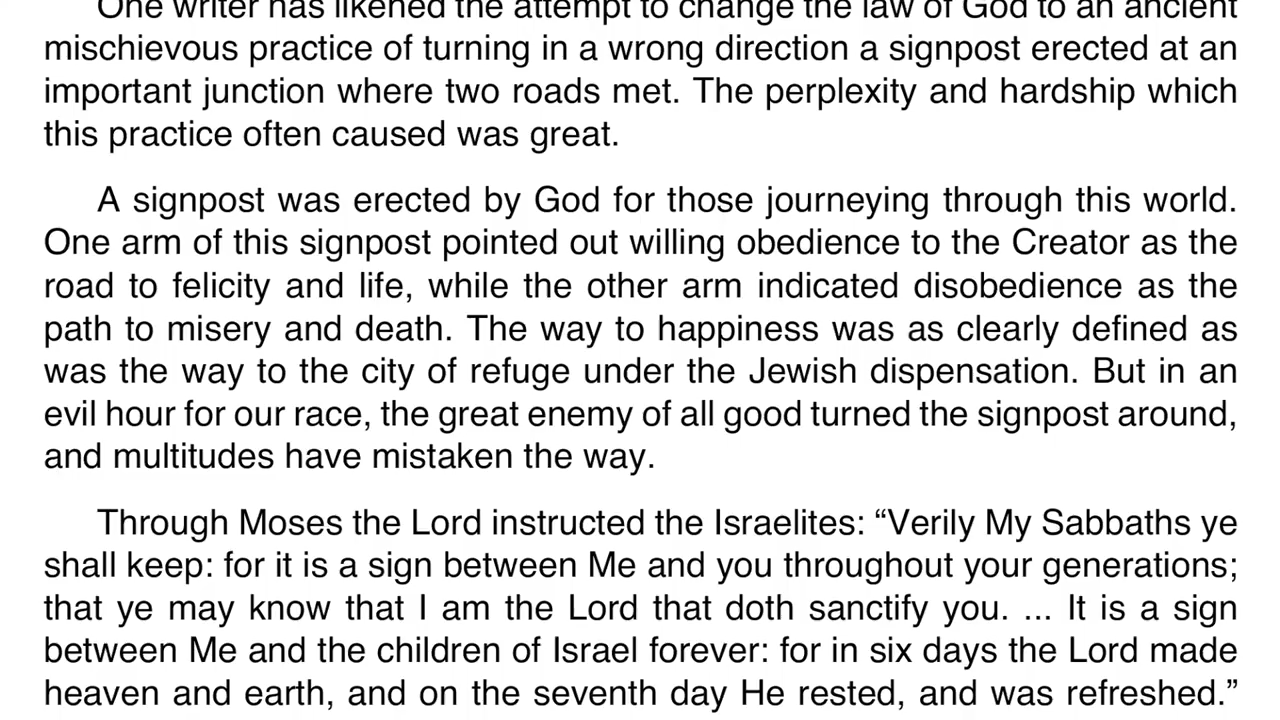 One writer has likened the attempt to change the law of God to an ancient
mischievous practice of turning in a wrong direction a signpost erected at an
important junction where two roads met. The perplexity and hardship which
this practice often caused was great.
A signpost was erected by God for those journeying through this world.
One arm of this signpost pointed out willing obedience to the Creator as the
road to felicity and life, while the other arm indicated disobedience as the
path to misery and death. The way to happiness was as clearly defined as
was the way to the city of refuge under the Jewish dispensation. But in an
evil hour for our race, the great enemy of all good turned the signpost around,
and multitudes have mistaken the way.
Through Moses the Lord instructed the Israelites: “Verily My Sabbaths ye
shall keep: for it is a sign between Me and you throughout your generations;
that ye may know that I am the Lord that doth sanctify you. ... It is a sign
between Me and the children of Israel forever: for in six days the Lord made
heaven and earth, and on the seventh day He rested, and was refreshed.”